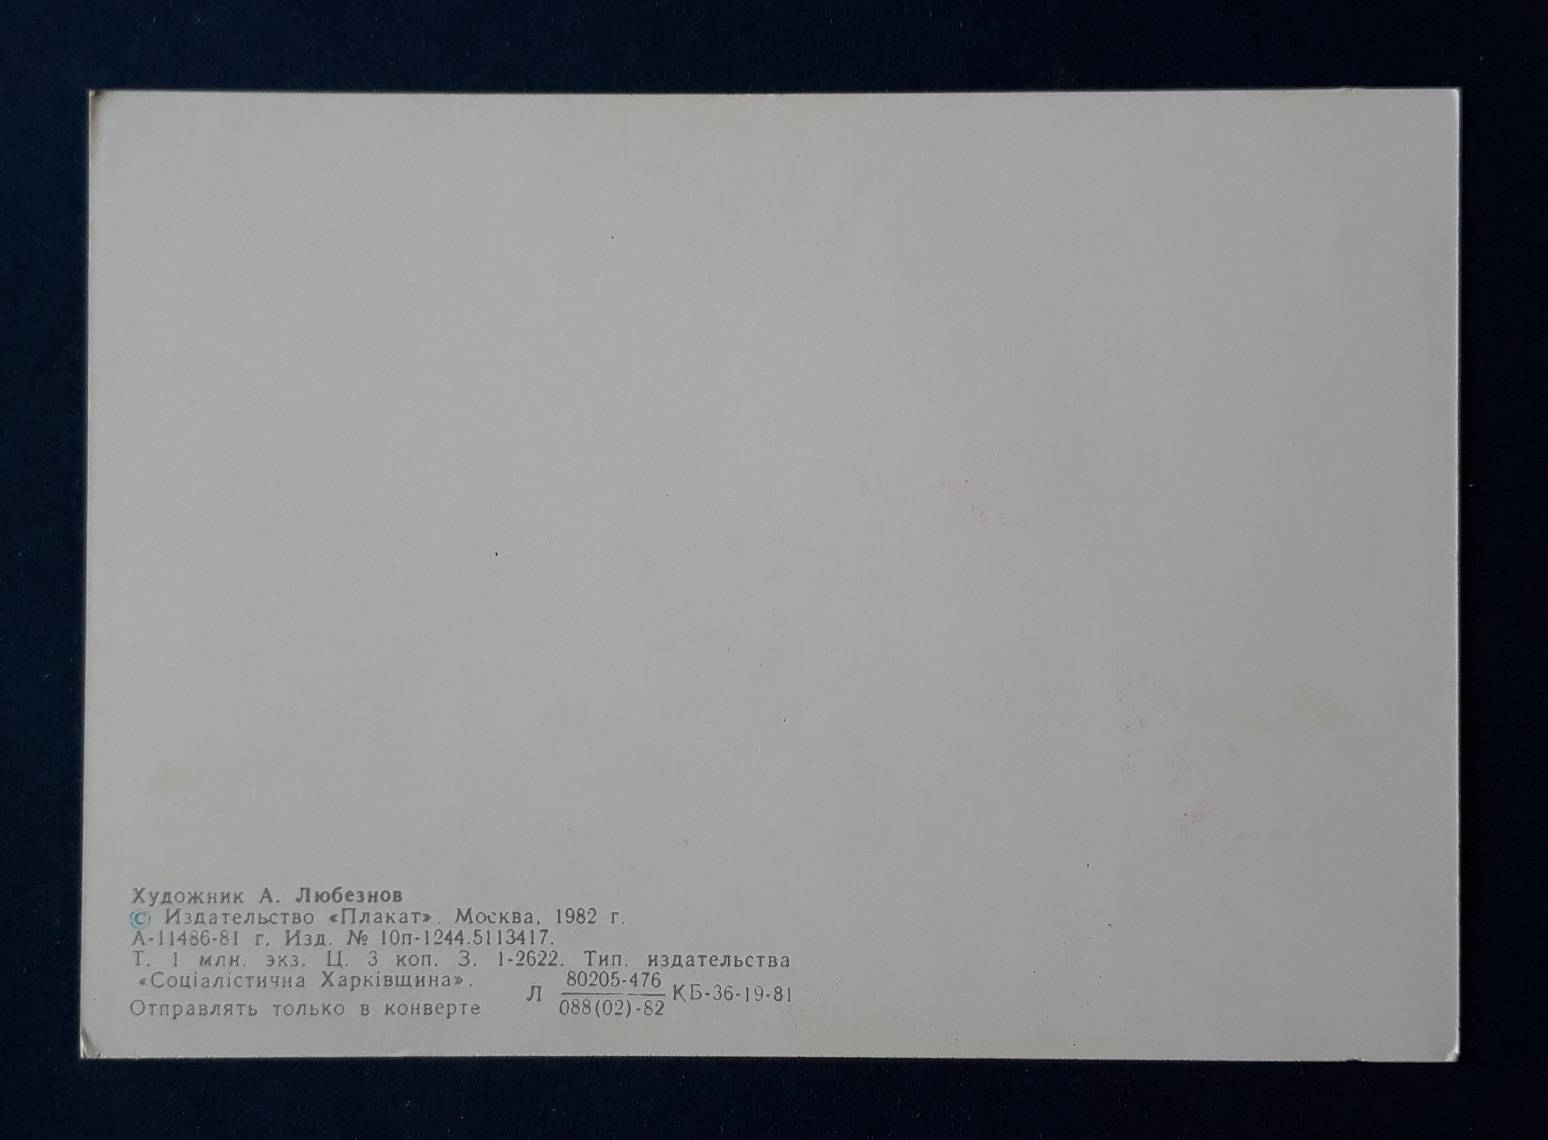 Художник А. Любезнов
© Издательство «Плакат». Москва, 1982 г.
А-11486-81 г. Изд. № 10п-1244.5113417.
Т. 1 млн. экз. Ц. 3 коп. З. 1-2622. Тип. издательства
«Соціалістична Харківщина».
Отправлять только в конверте
Л 80205-476
088(02)-82 КБ-36-19-81